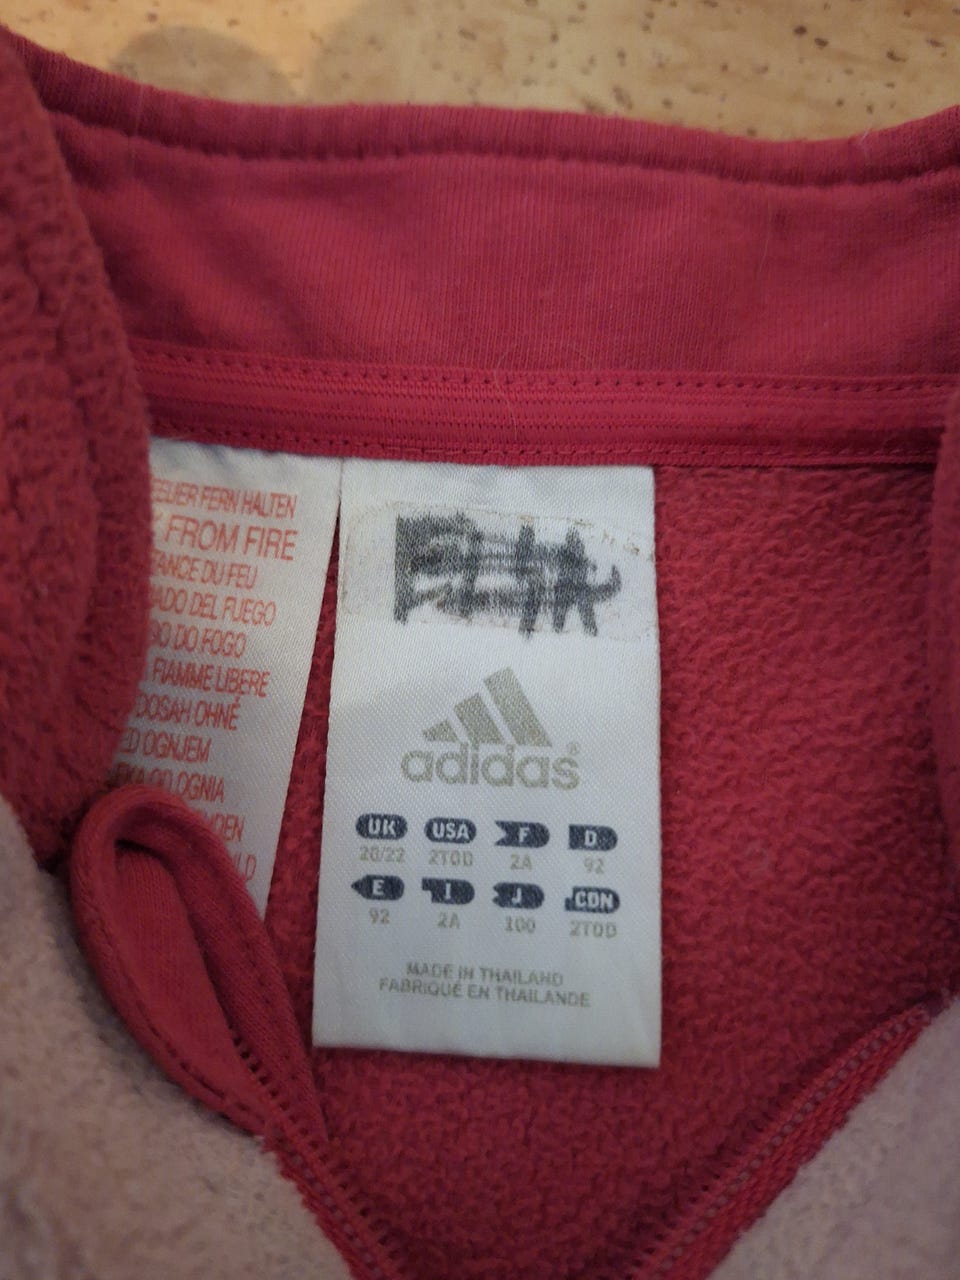 FERN HALTEN
FROM FIRE
DU FEU
DEL FUEGO
DO FOGO
FIAMME LIBERE
OHNĚ
OGNJEM
OD OGNIA
adidas®
UK USA F D
20/22 2TOD 2A 92
E I J CDN
92 2A 100 2TOD
MADE IN THAILAND
FABRIQUÉ EN THAILANDE